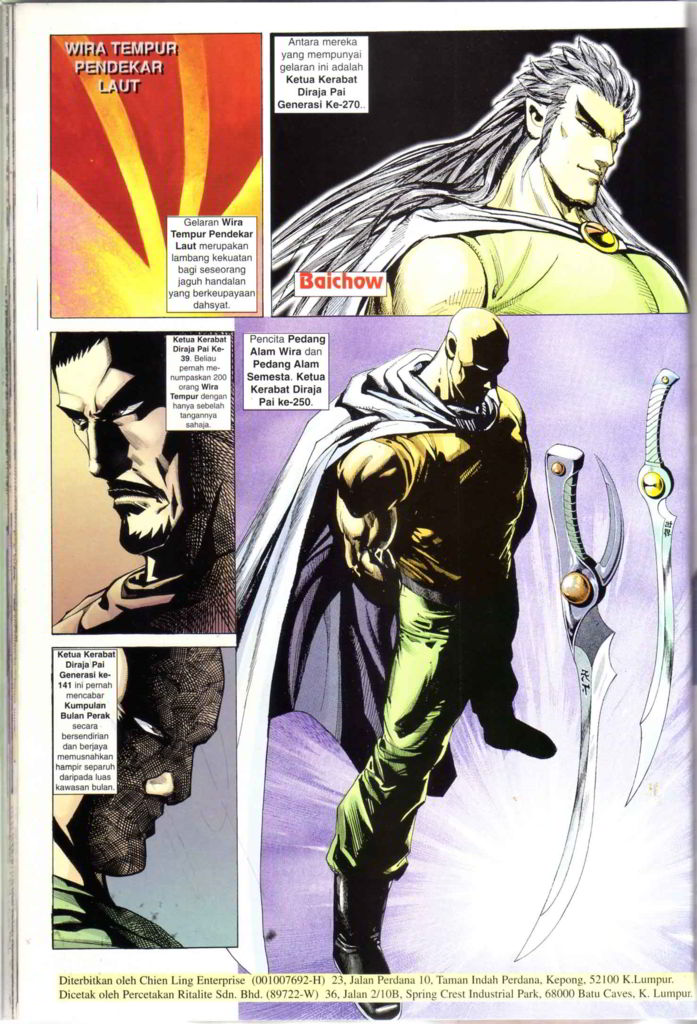 WIRA TEMPUR
PENDEKAR
LAUT
Gelaran Wira
Tempur Pendekar
Laut merupakan
lambang kekuatan
bagi seseorang
jaguh handalan
yang berkeupayaan
dahsyat.
Antara mereka
yang mempunyai
gelaran ini adalah
Ketua Kerabat
Diraja Pai
Generasi Ke-270..
Baichow
Ketua Kerabat
Diraja Pai Ke-
39. Beliau
pernah me-
numpaskan 200
orang Wira
Tempur dengan
hanya sebelah
tangannya
sahaja.
Pencita Pedang
Alam Wira dan
Pedang Alam
Semesta. Ketua
Kerabat Diraja
Pai ke-250.
Ketua Kerabat
Diraja Pai
Generasi ke-
141 ini pernah
mencabar
Kumpulan
Bulan Perak
secara
bersendirian
dan berjaya
memusnahkan
hampir separuh
daripada luas
kawasan bulan.
Diterbitkan oleh Chien Ling Enterprise (001007692-H) 23, Jalan Perdana 10, Taman Indah Perdana, Kepong, 52100 K.Lumpur.
Dicetak oleh Percetakan Ritalite Sdn. Bhd. (89722-W) 36, Jalan 2/10B, Spring Crest Industrial Park, 68000 Batu Caves, K. Lumpur.